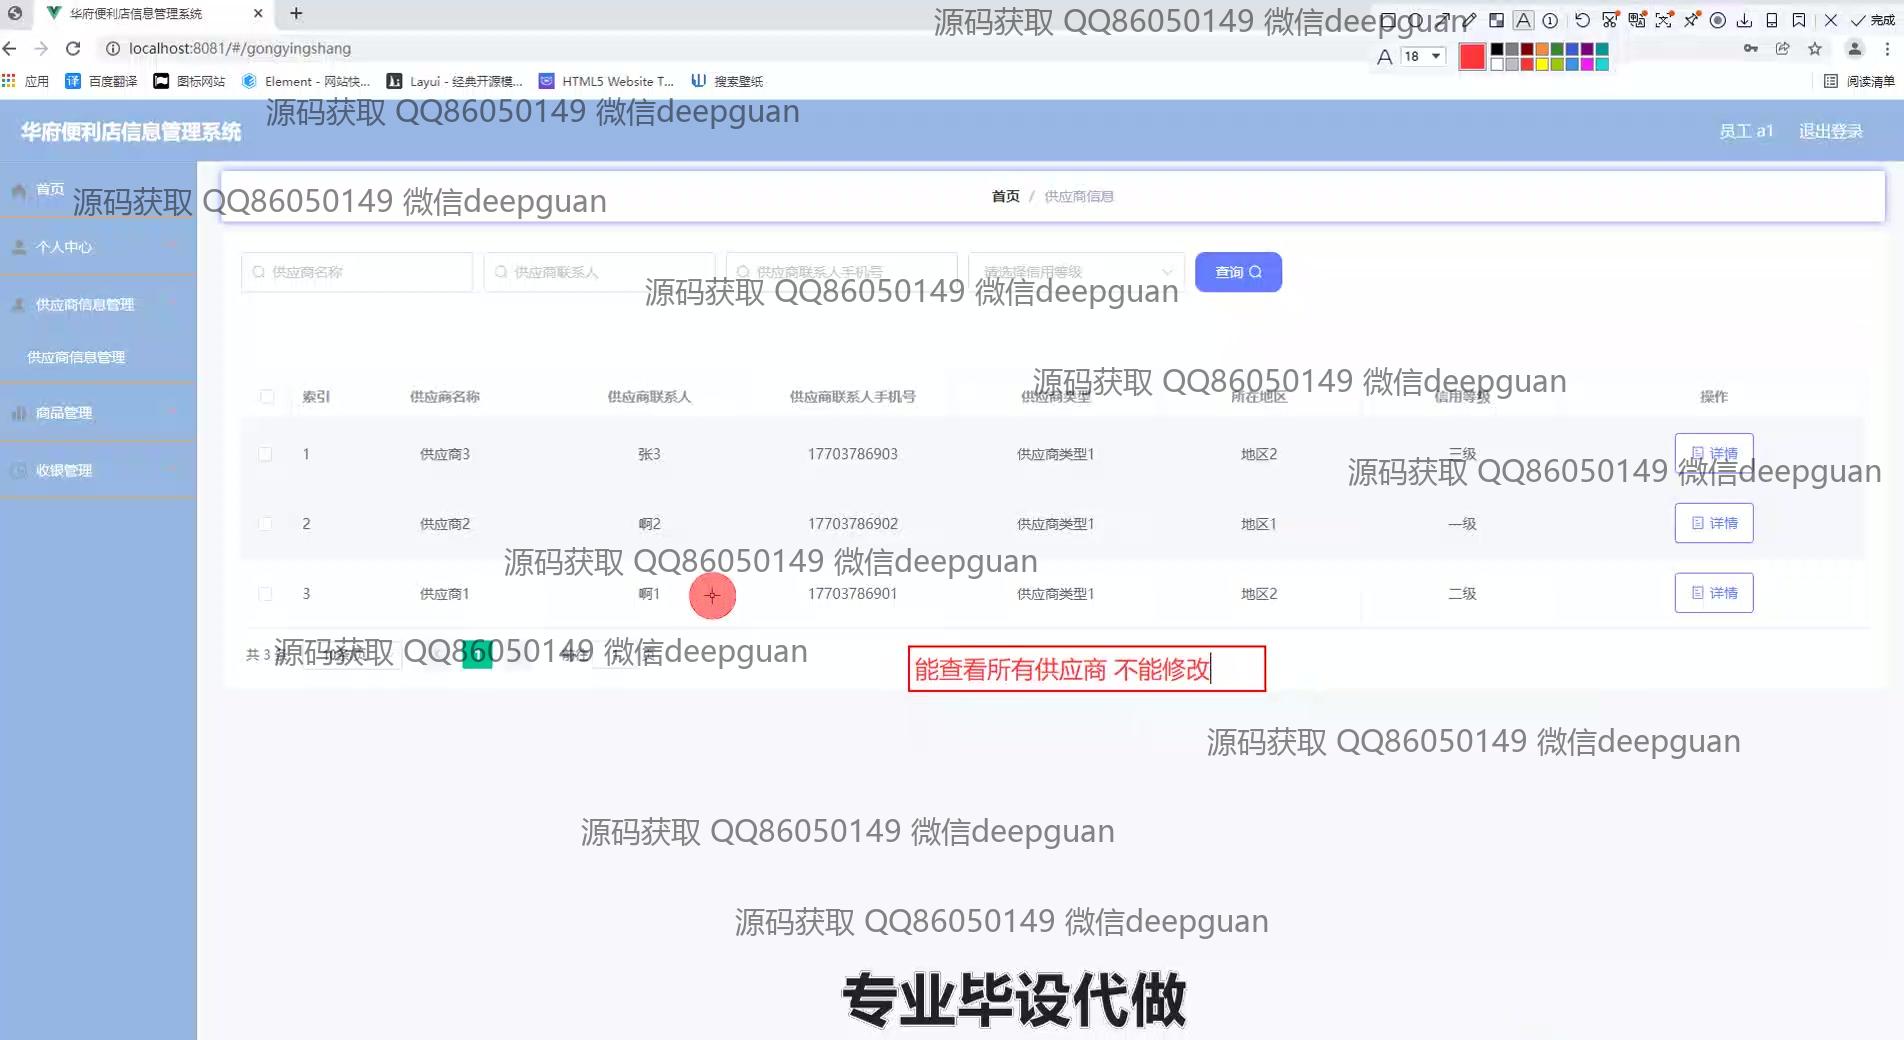 华府便利店信息管理系统
源码获取 QQ86050149 微信deepguan
完成
localhost:8081/#/gongyingshang
A 18
应用 百度翻译 图标网站 Element - 网站快... Layui - 经典开源模... HTML5 Website T... 搜索壁纸 阅读清单
源码获取 QQ86050149 微信deepguan
华府便利店信息管理系统 员工 a1 退出登录
首页
源码获取 QQ86050149 微信deepguan
首页 / 供应商信息
个人中心
供应商名称 供应商联系人 供应商联系人手机号 请选择信用等级 查询
源码获取 QQ86050149 微信deepguan
供应商信息管理
供应商信息管理
源码获取 QQ86050149 微信deepguan
索引 供应商名称 供应商联系人 供应商联系人手机号 供应商类型 所在地区 信用等级 操作
商品管理
1 供应商3 张3 17703786903 供应商类型1 地区2 三级 详情
源码获取 QQ86050149 微信deepguan
收银管理
2 供应商2 啊2 17703786902 供应商类型1 地区1 一级 详情
源码获取 QQ86050149 微信deepguan
3 供应商1 啊1 17703786901 供应商类型1 地区2 二级 详情
共 3 1
源码获取 QQ86050149 微信deepguan
能查看所有供应商 不能修改
源码获取 QQ86050149 微信deepguan
源码获取 QQ86050149 微信deepguan
源码获取 QQ86050149 微信deepguan
专业毕设代做